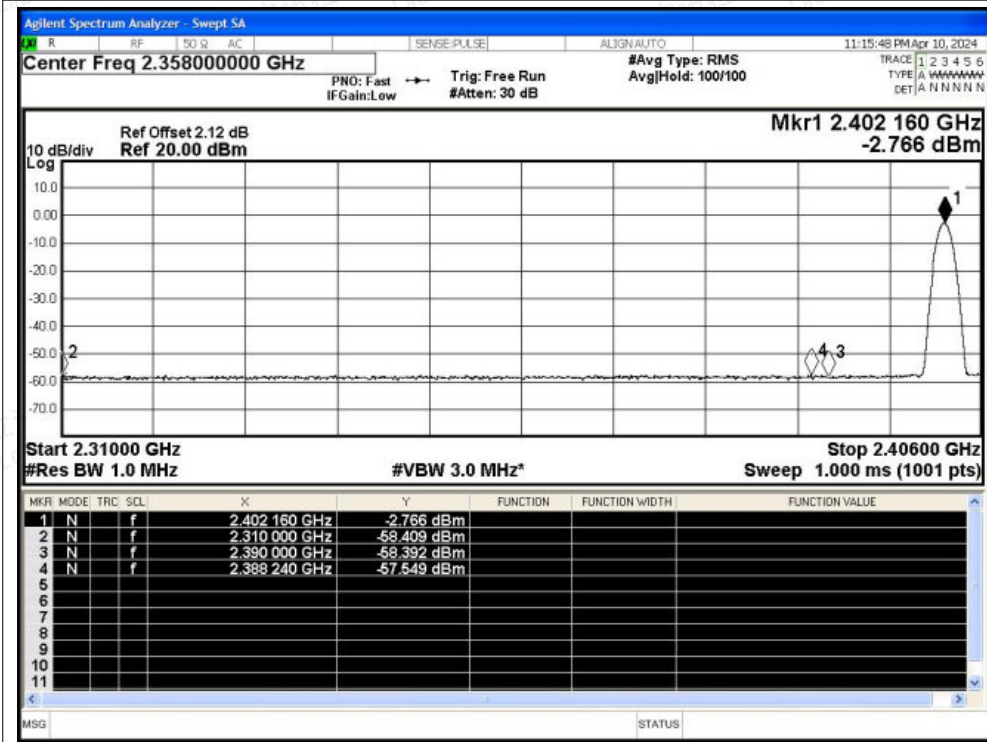 Agilent Spectrum Analyzer - Swept SA
LXI R RF 50 Ω AC SENSE:PULSE ALIGN AUTO 11:15:48 PM Apr 10, 2024
Center Freq 2.358000000 GHz #Avg Type: RMS TRACE 1 2 3 4 5 6
PNO: Fast Trig: Free Run Avg|Hold: 100/100 TYPE A WWWWW
IFGain:Low #Atten: 30 dB DET A N N N N N
Mkr1 2.402 160 GHz
Ref Offset 2.12 dB
10 dB/div Ref 20.00 dBm -2.766 dBm
Log
10.0
1
0.00
-10.0
-20.0
-30.0
-40.0
-50.0 2 4 3
-60.0
-70.0
Start 2.31000 GHz Stop 2.40600 GHz
#Res BW 1.0 MHz #VBW 3.0 MHz* Sweep 1.000 ms (1001 pts)
MKR MODE TRC SCL X Y FUNCTION FUNCTION WIDTH FUNCTION VALUE
1 N f 2.402 160 GHz -2.766 dBm
2 N f 2.310 000 GHz -58.409 dBm
3 N f 2.390 000 GHz -58.392 dBm
4 N f 2.388 240 GHz -57.549 dBm
5
6
7
8
9
10
11
MSG STATUS